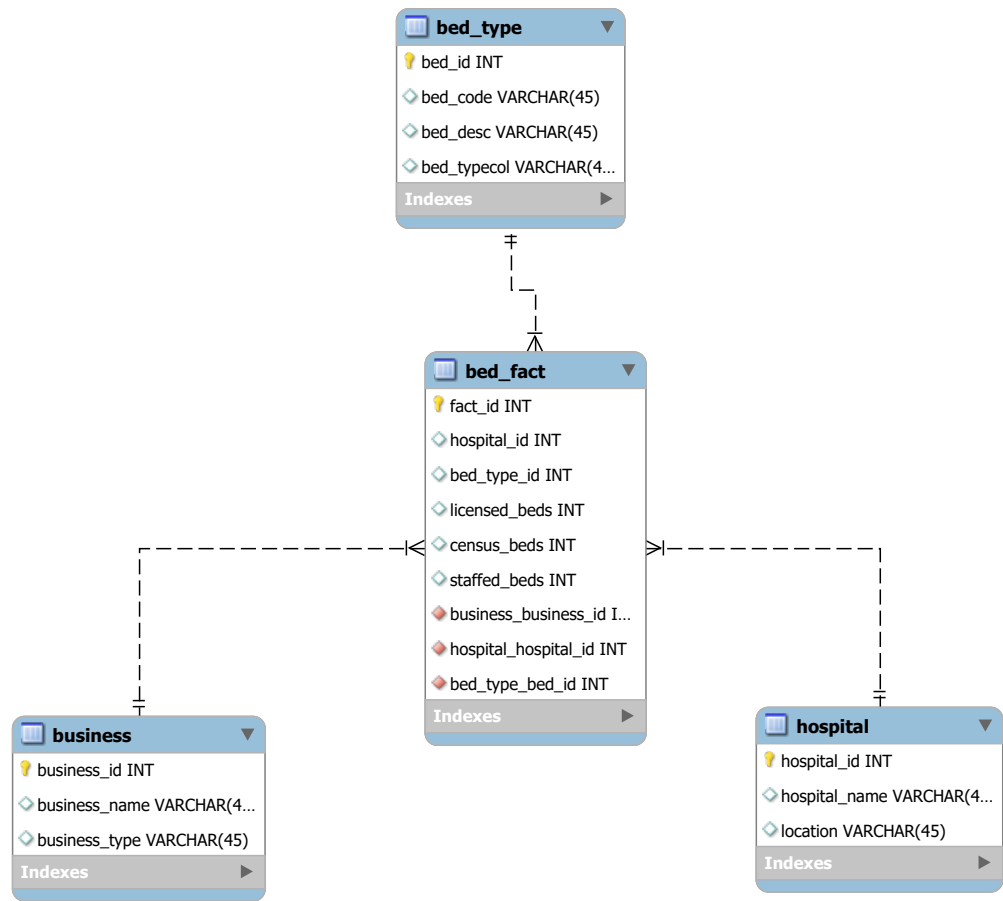 bed_type
bed_id INT
bed_code VARCHAR(45)
bed_desc VARCHAR(45)
bed_typecol VARCHAR(4...
Indexes
bed_fact
fact_id INT
hospital_id INT
bed_type_id INT
licensed_beds INT
census_beds INT
staffed_beds INT
business_business_id I...
hospital_hospital_id INT
bed_type_bed_id INT
Indexes
business
business_id INT
business_name VARCHAR(4...
business_type VARCHAR(45)
Indexes
hospital
hospital_id INT
hospital_name VARCHAR(4...
location VARCHAR(45)
Indexes